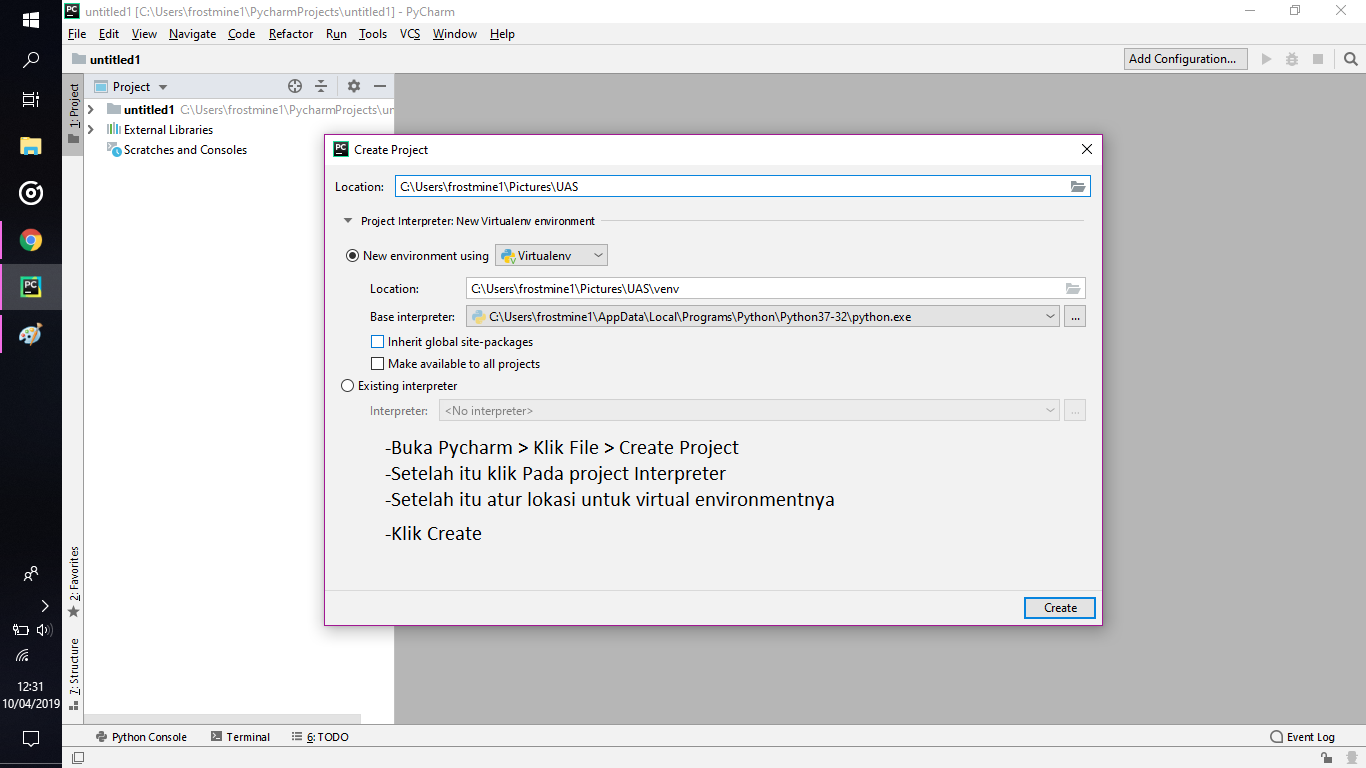 untitled1 [C:\Users\frostmine1\PycharmProjects\untitled1] - PyCharm
File Edit View Navigate Code Refactor Run Tools VCS Window Help
untitled1
Add Configuration...
1: Project
Project
untitled1 C:\Users\frostmine1\PycharmProjects\un
External Libraries
Scratches and Consoles
PC Create Project
Location: C:\Users\frostmine1\Pictures\UAS
Project Interpreter: New Virtualenv environment
New environment using Virtualenv
Location: C:\Users\frostmine1\Pictures\UAS\venv
Base interpreter: C:\Users\frostmine1\AppData\Local\Programs\Python\Python37-32\python.exe ...
Inherit global site-packages
Make available to all projects
Existing interpreter
Interpreter: <No interpreter> ...
-Buka Pycharm > Klik File > Create Project
-Setelah itu klik Pada project Interpreter
-Setelah itu atur lokasi untuk virtual environmentnya
-Klik Create
Create
2: Favorites
7: Structure
12:31
10/04/2019
Python Console Terminal 6: TODO Event Log